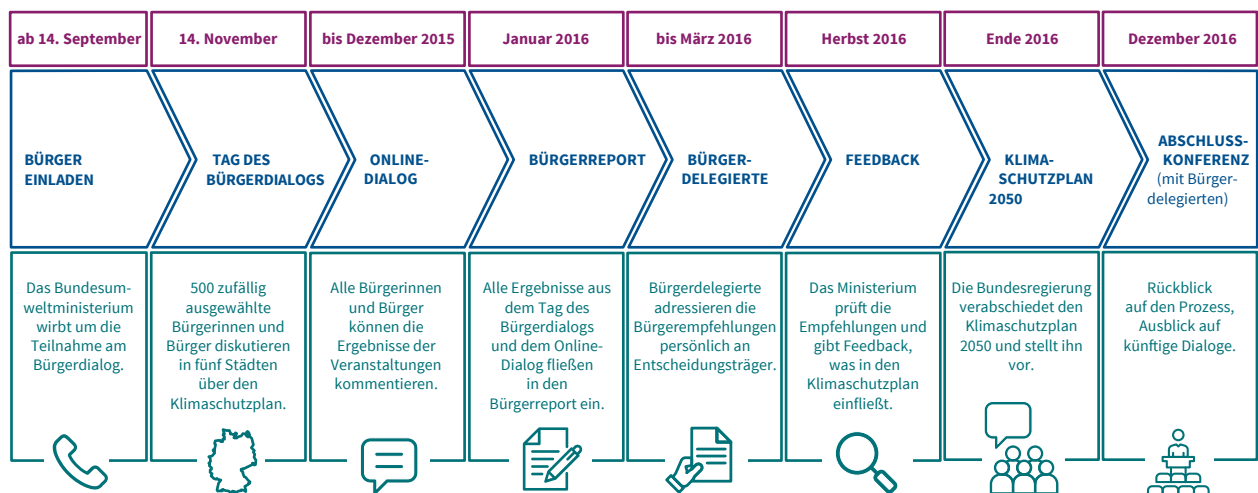 ab 14. September
14. November
bis Dezember 2015
Januar 2016
bis März 2016
Herbst 2016
Ende 2016
Dezember 2016
BÜRGER
EINLADEN
TAG DES
BÜRGERDIALOGS
ONLINE-
DIALOG
BÜRGERREPORT
BÜRGER-
DELEGIERTE
FEEDBACK
KLIMA-
SCHUTZPLAN
2050
ABSCHLUSS-
KONFERENZ
(mit Bürger-
delegierten)
Das Bundesum-
weltministerium
wirbt um die
Teilnahme am
Bürgerdialog.
500 zufällig
ausgewählte
Bürgerinnen und
Bürger diskutieren
in fünf Städten
über den
Klimaschutzplan.
Alle Bürgerinnen
und Bürger
können die
Ergebnisse der
Veranstaltungen
kommentieren.
Alle Ergebnisse aus
dem Tag des
Bürgerdialogs
und dem Online-
Dialog fließen
in den
Bürgerreport ein.
Bürgerdelegierte
adressieren die
Bürgerempfehlungen
persönlich an
Entscheidungsträger.
Das Ministerium
prüft die
Empfehlungen und
gibt Feedback,
was in den
Klimaschutzplan
einfließt.
Die Bundesregierung
verabschiedet den
Klimaschutzplan
2050 und stellt ihn
vor.
Rückblick
auf den Prozess,
Ausblick auf
künftige Dialoge.